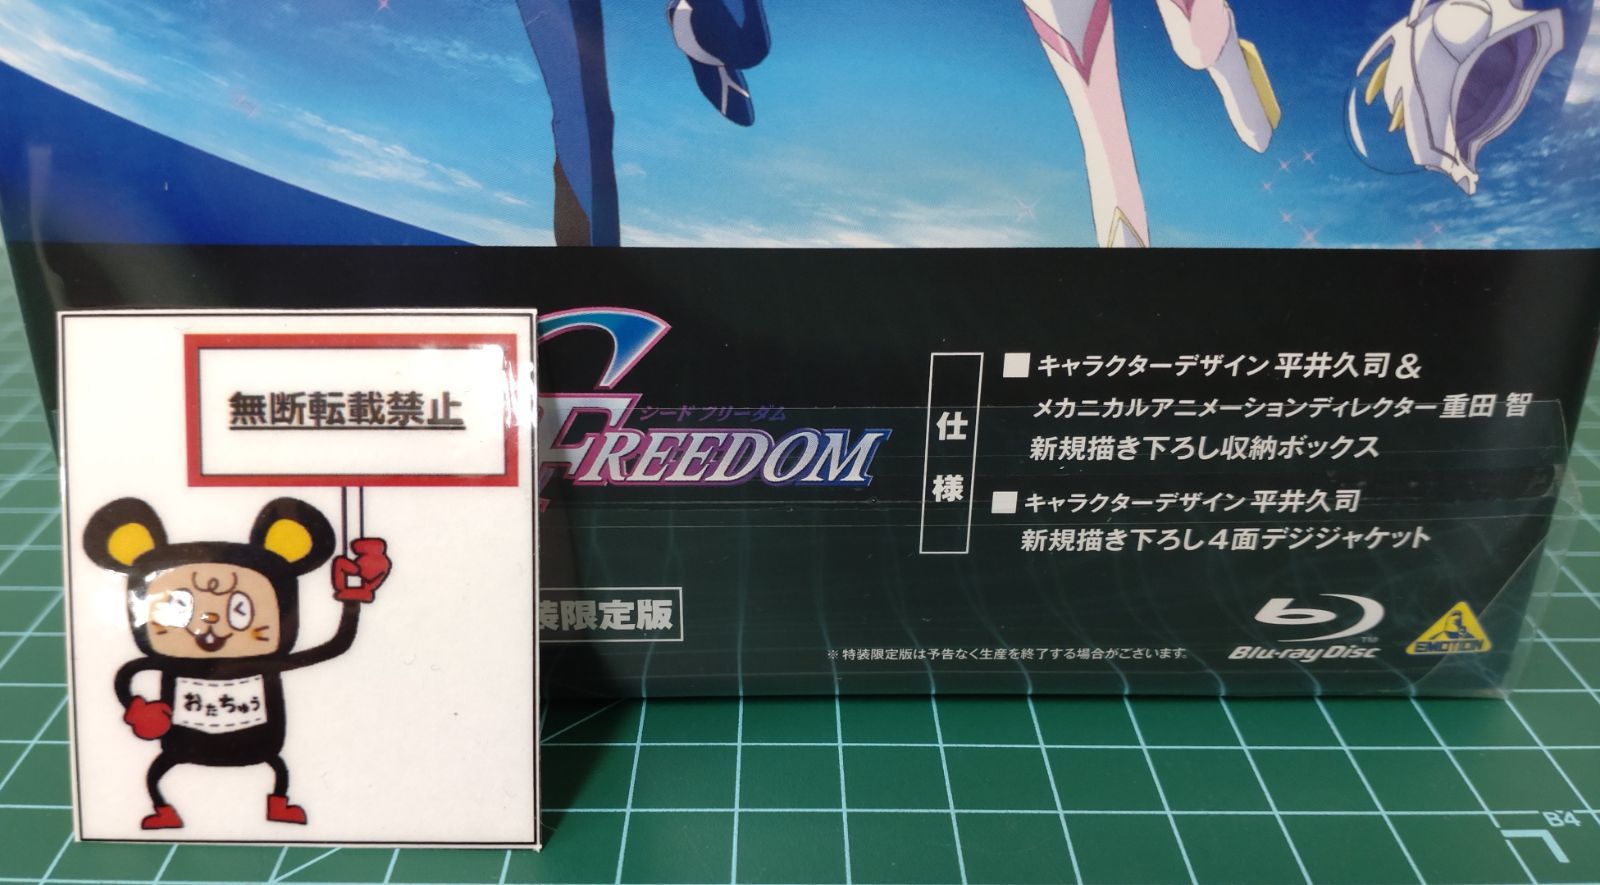 無断転載禁止
おたちゅう
シード フリーダム
FREEDOM
装限定版
仕様
■キャラクターデザイン 平井久司&
メカニカルアニメーションディレクター 重田 智
新規描き下ろし収納ボックス
■キャラクターデザイン 平井久司
新規描き下ろし4面デジジャケット
※特装限定版は予告なく生産を終了する場合がございます。
Blu-ray Disc TM
EMOTION
B4